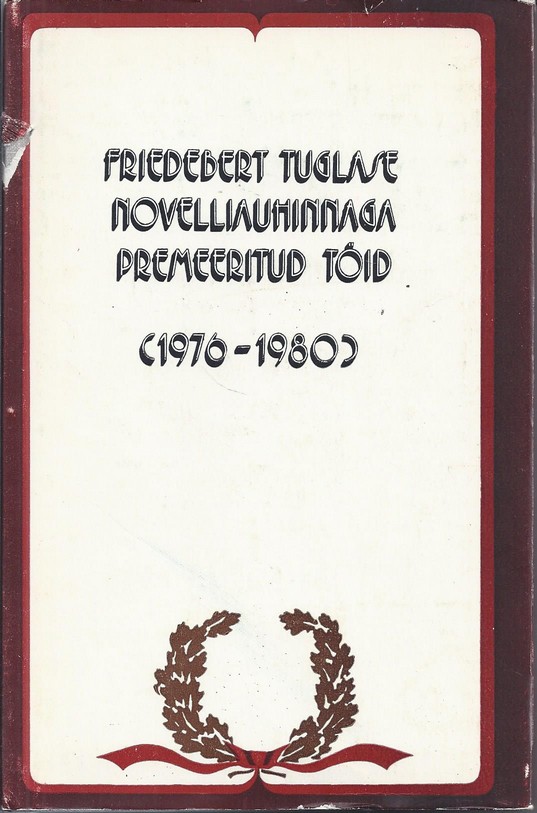 FRIEDEBERT TUGLASE
NOVELLIAUHINNAGA
PREMEERITUD TÖID
(1976-1980)